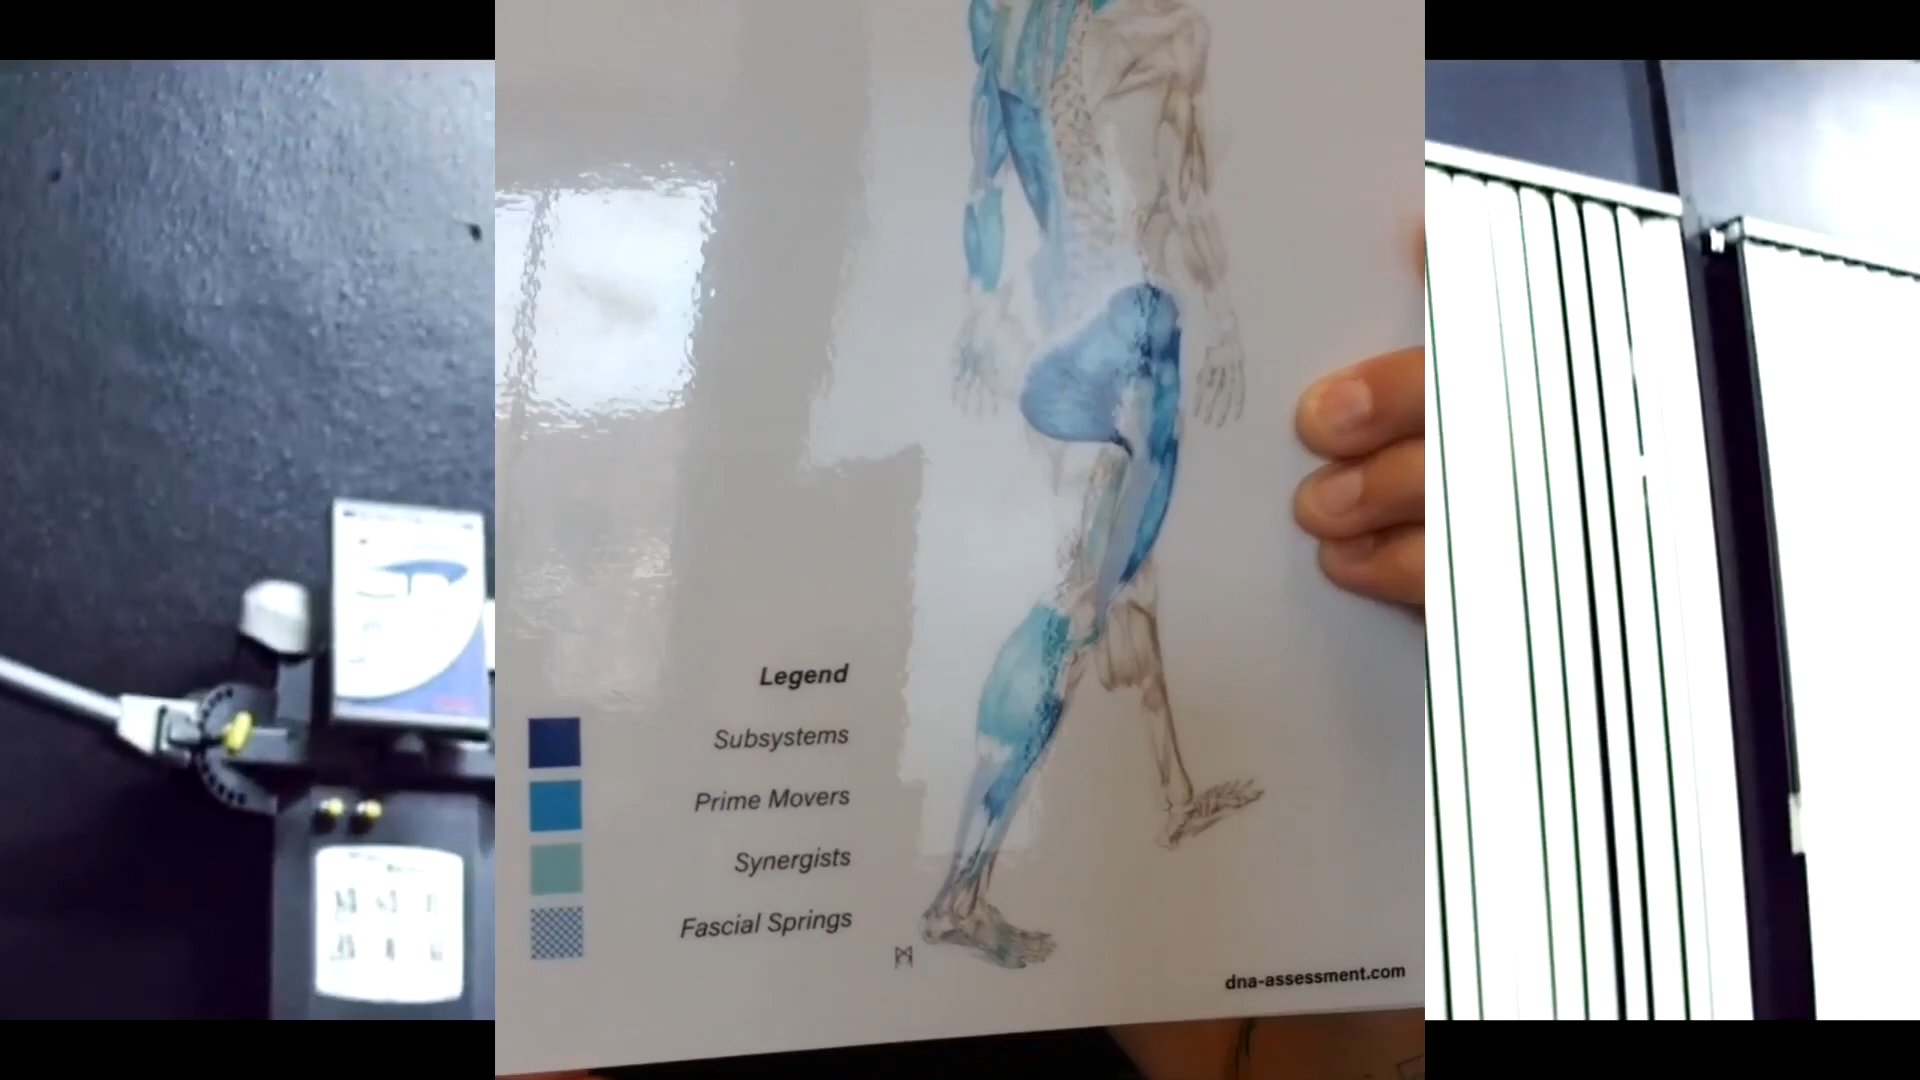 Legend
Subsystems
Prime Movers
Synergists
Fascial Springs
dna-assessment.com